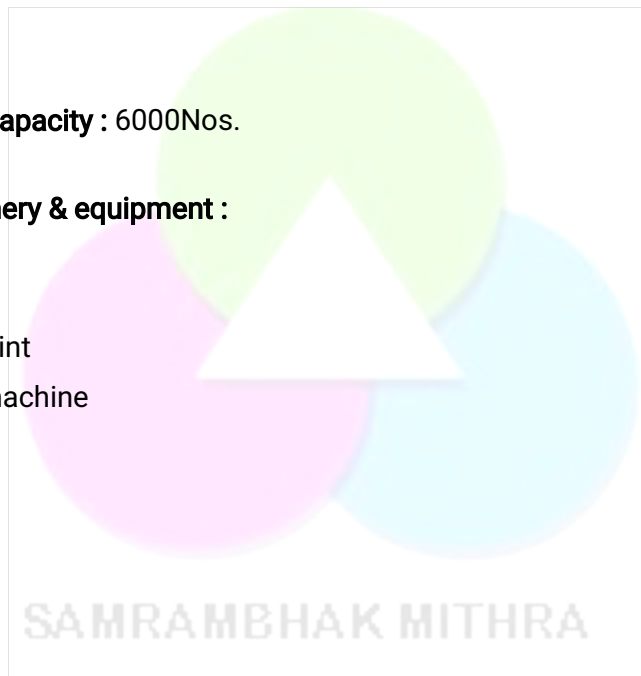 apacity : 6000Nos.
ery & equipment :
int
achine
SAMRAMBHAK MITHRA